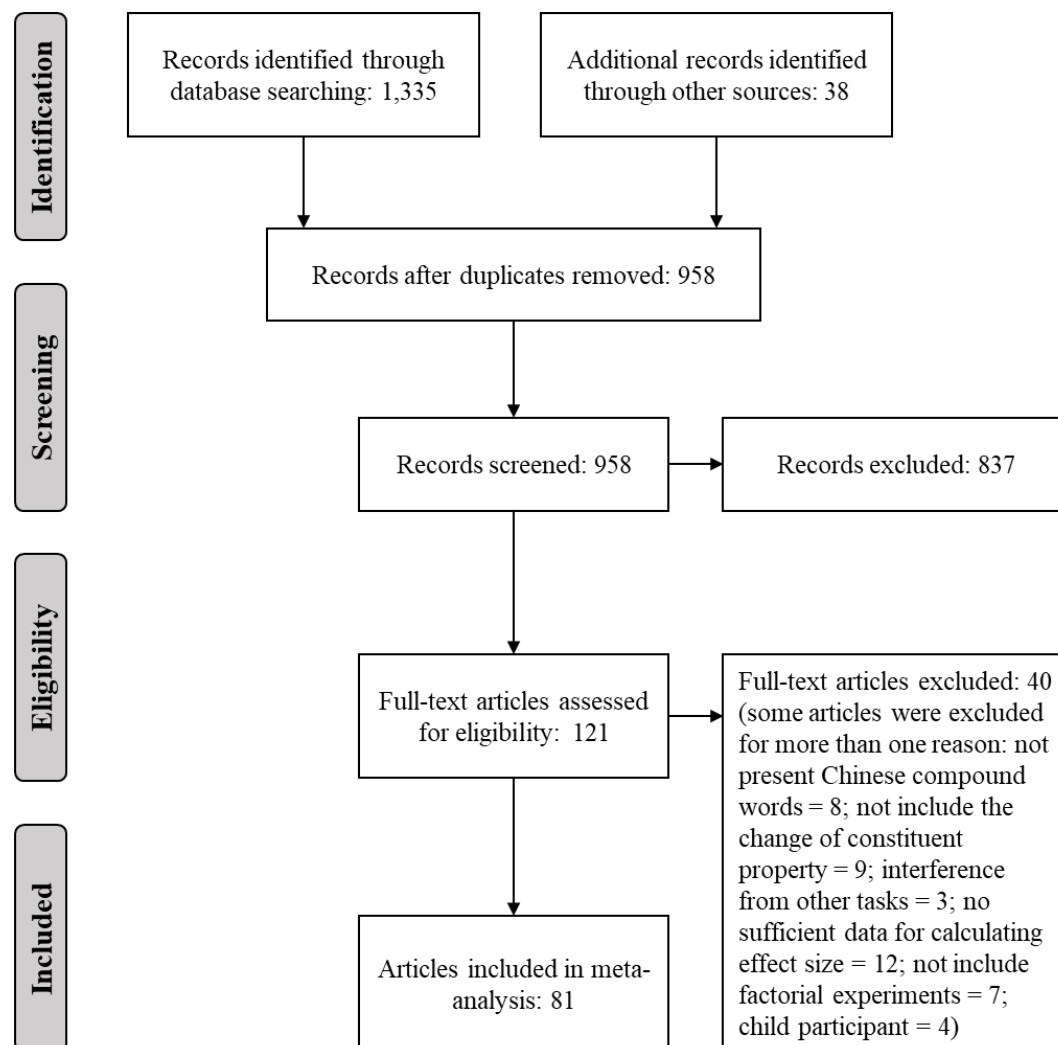 Identification
Records identified through
database searching: 1,335
Additional records identified
through other sources: 38
Records after duplicates removed: 958
Screening
Records screened: 958
Records excluded: 837
Eligibility
Full-text articles assessed
for eligibility: 121
Full-text articles excluded: 40
(some articles were excluded
for more than one reason: not
present Chinese compound
words = 8; not include the
change of constituent
property = 9; interference
from other tasks = 3; no
sufficient data for calculating
effect size = 12; not include
factorial experiments = 7;
child participant = 4)
Included
Articles included in meta-
analysis: 81